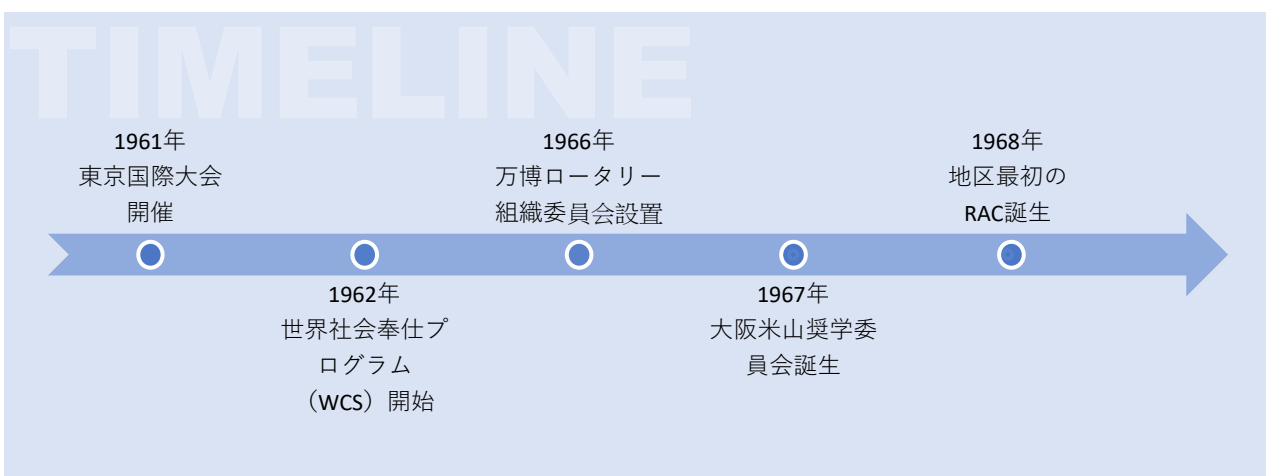 TIMELINE
1961年
東京国際大会
開催
1962年
世界社会奉仕プ
ログラム
（WCS）開始
1966年
万博ロータリー
組織委員会設置
1967年
大阪米山奨学委
員会誕生
1968年
地区最初の
RAC誕生